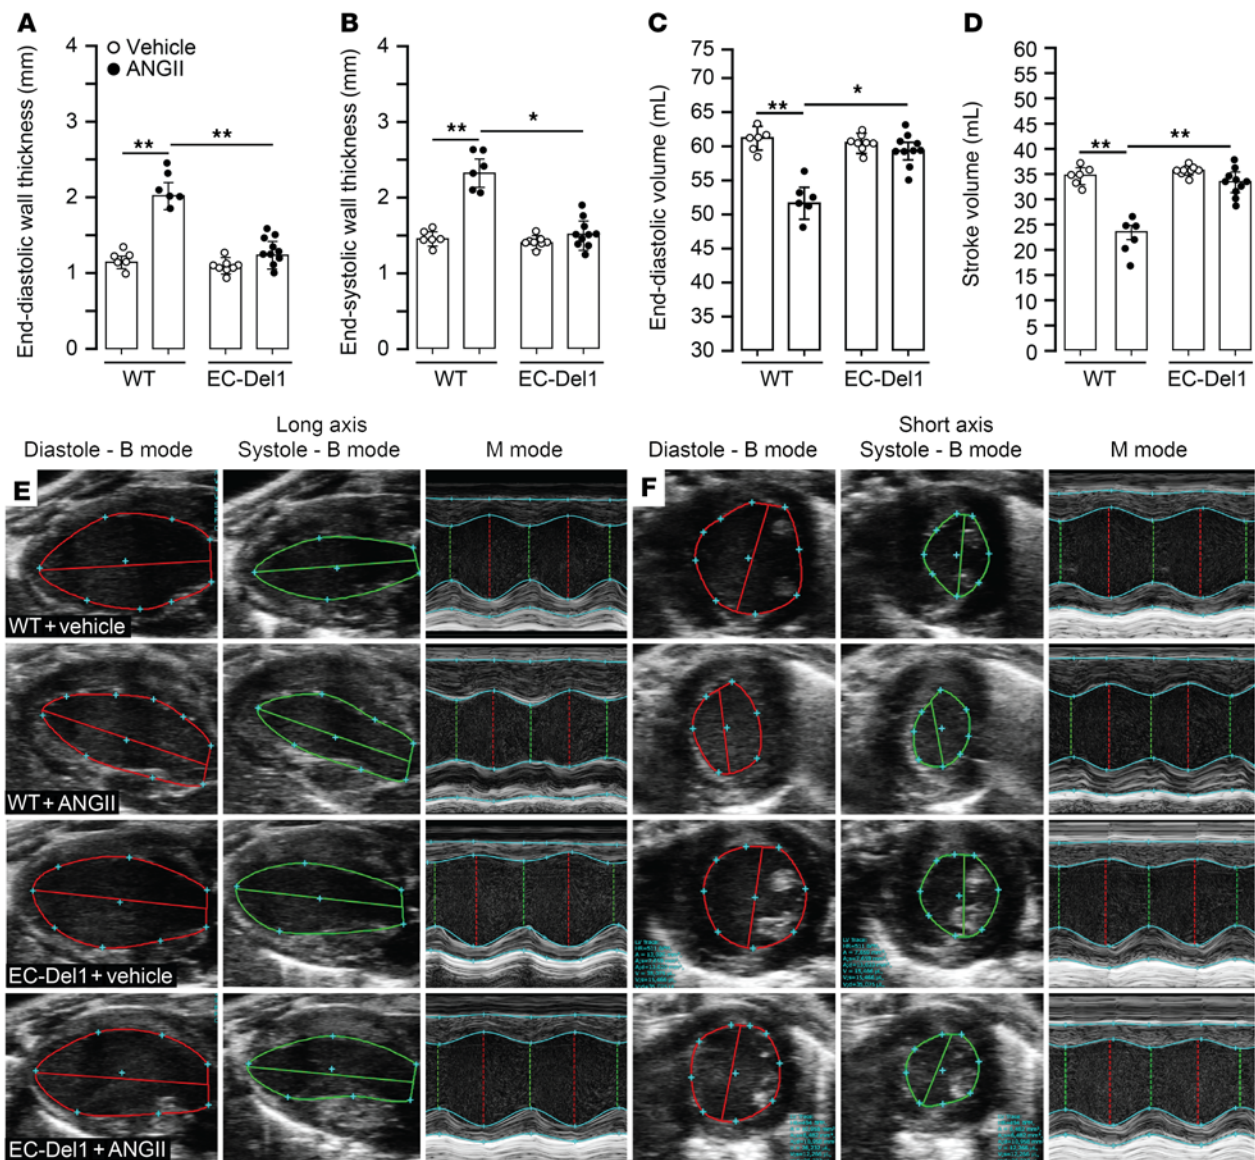 A
B
C
D
End-diastolic wall thickness (mm)
4
3
2
1
0
Vehicle
ANGII
**
**
WT
EC-Del1
End-systolic wall thickness (mm)
4
3
2
1
0
**
*
WT
EC-Del1
End-diastolic volume (mL)
75
70
65
60
55
50
45
40
35
30
**
*
WT
EC-Del1
Stroke volume (mL)
60
55
50
45
40
35
30
25
20
15
10
5
0
**
**
WT
EC-Del1
Long axis
Diastole - B mode
Systole - B mode
M mode
Short axis
Diastole - B mode
Systole - B mode
M mode
E
F
WT + vehicle
WT + ANGII
EC-Del1 + vehicle
EC-Del1 + ANGII